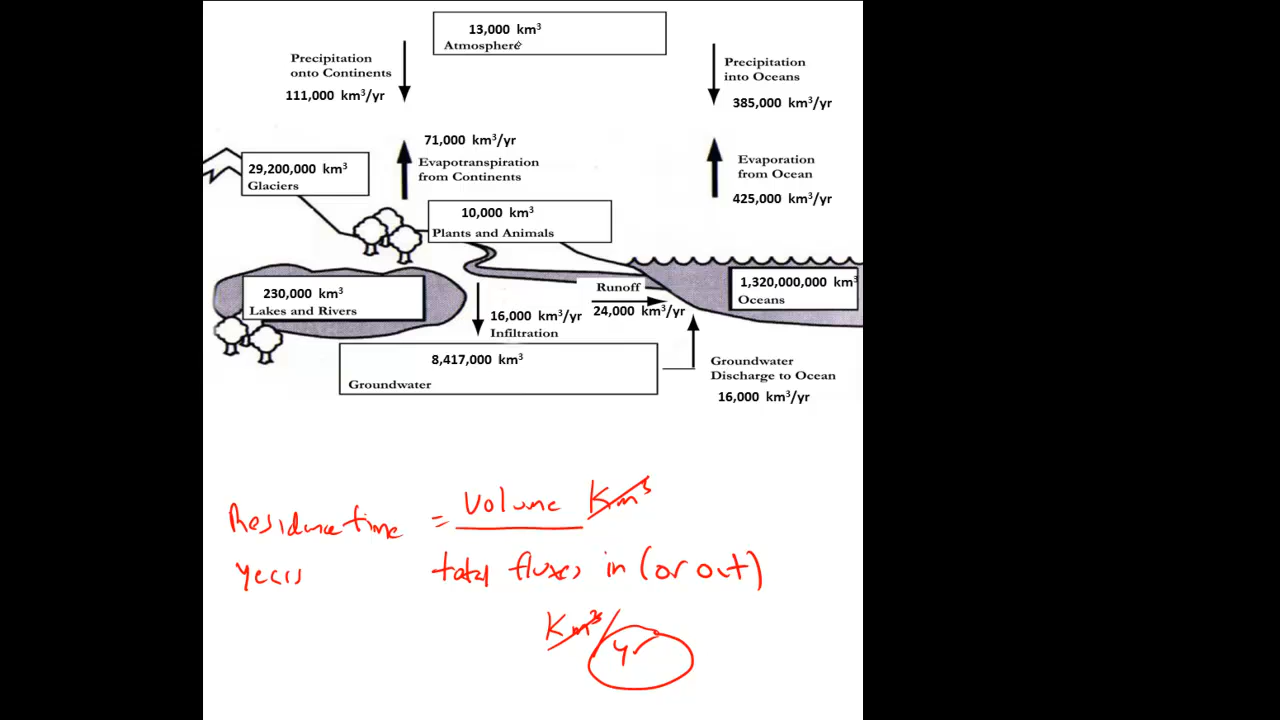 13,000 km³
Atmosphere
Precipitation
onto Continents
111,000 km³/yr
Precipitation
into Oceans
385,000 km³/yr
71,000 km³/yr
Evapotranspiration
from Continents
Evaporation
from Ocean
425,000 km³/yr
29,200,000 km³
Glaciers
10,000 km³
Plants and Animals
230,000 km³
Lakes and Rivers
16,000 km³/yr
Infiltration
Runoff
24,000 km³/yr
1,320,000,000 km³
Oceans
8,417,000 km³
Groundwater
Groundwater
Discharge to Ocean
16,000 km³/yr
Residence time = Volume Km³
years total fluxes in (or out)
Km³/yr